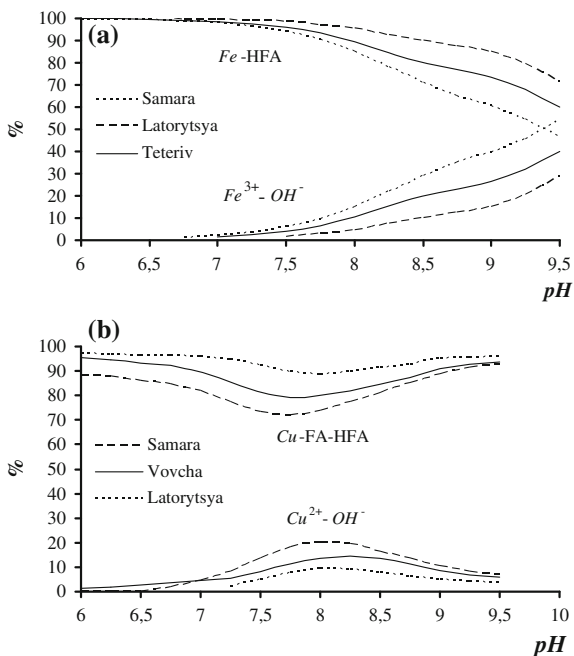 (a)
100
90
80
70
60
50
40
30
20
10
0
%
Fe-HFA
Samara
Latorytsya
Teteriv
Fe³⁺- OH⁻
6 6,5 7 7,5 8 8,5 9 9,5
pH
(b)
100
90
80
70
60
50
40
30
20
10
0
%
Cu-FA-HFA
Samara
Vovcha
Latorytsya
Cu²⁺- OH⁻
6 6,5 7 7,5 8 8,5 9 9,5 10
pH